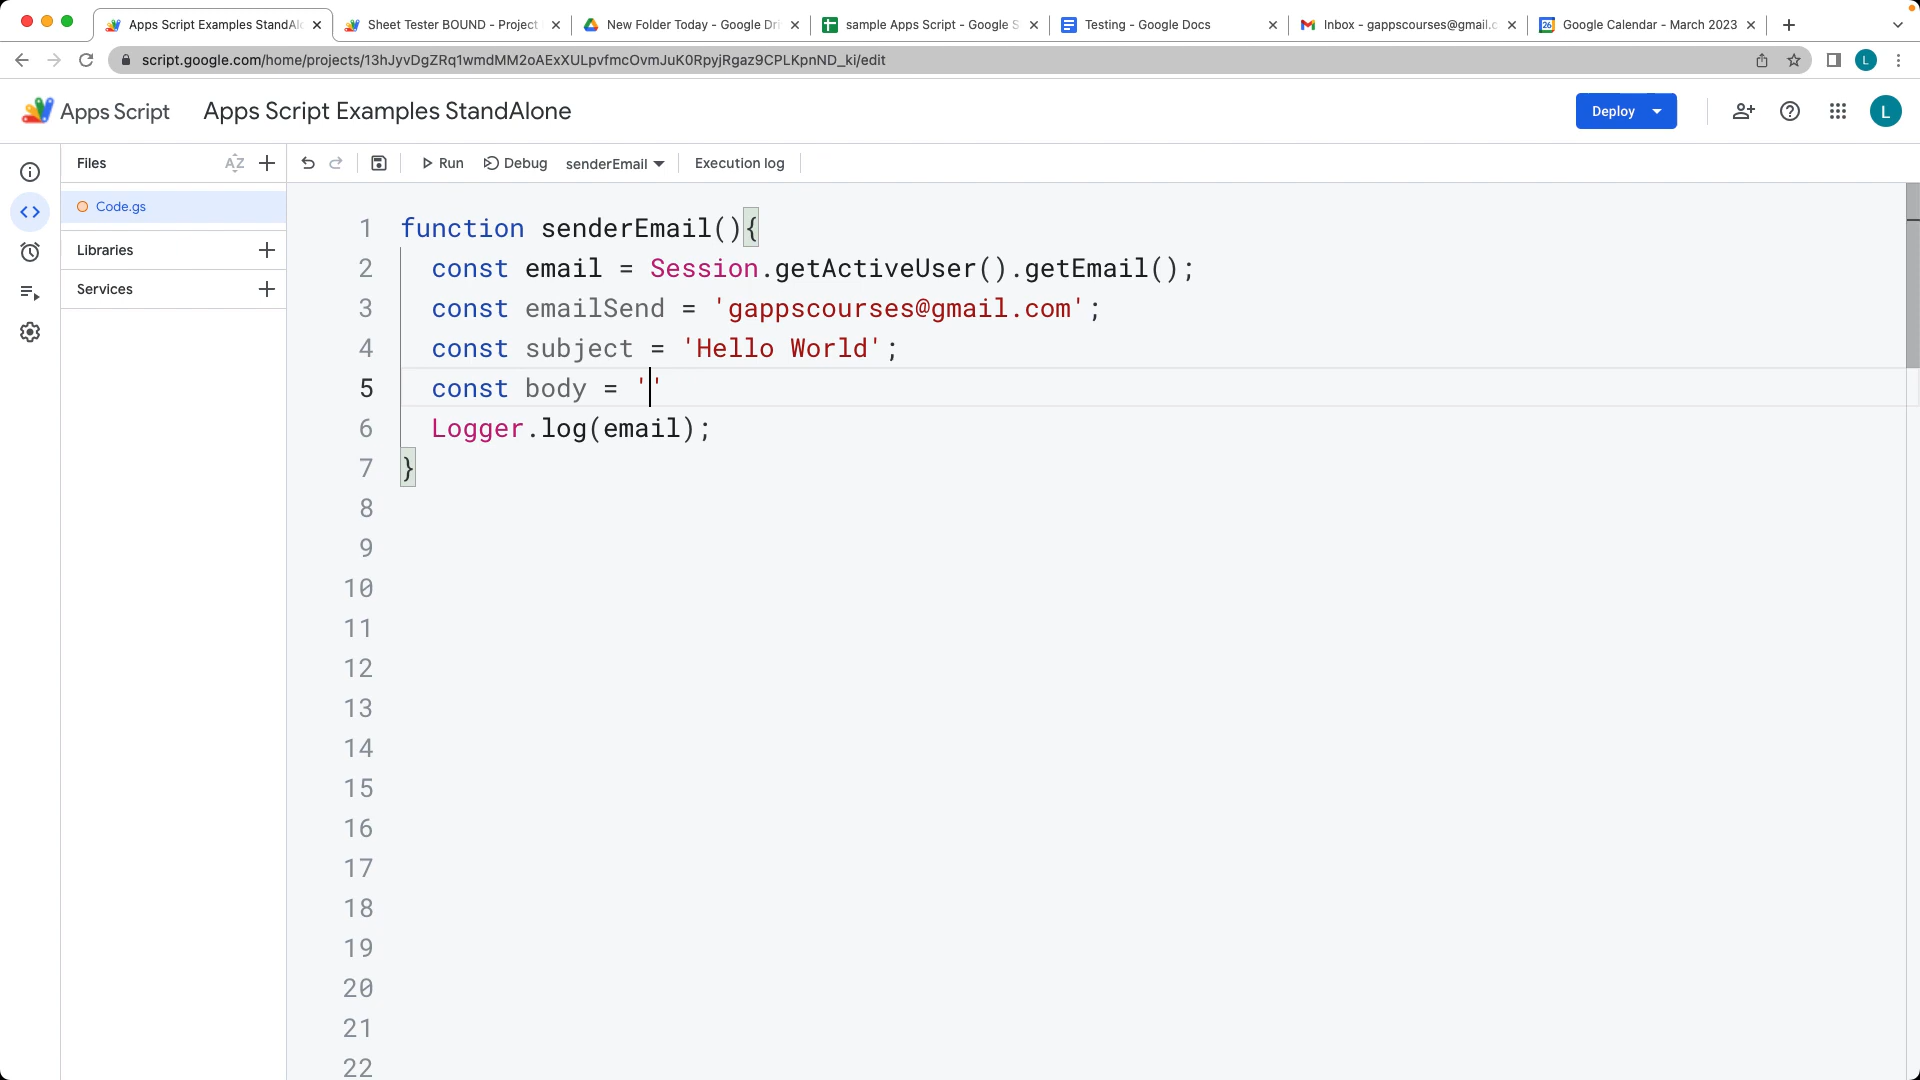 Apps Script Examples StandAlo
Sheet Tester BOUND - Project
New Folder Today - Google Dri
sample Apps Script - Google S
Testing - Google Docs
Inbox - gappscourses@gmail.c
26
Google Calendar - March 2023
script.google.com/home/projects/13hJyvDgZRq1wmdMM2oAExXULpvfmcOvmJuK0RpyjRgaz9CPLKpnND_ki/edit
L
Apps Script
Apps Script Examples StandAlone
Deploy
L
Files
AZ
Run
Debug
senderEmail
Execution log
Code.gs
Libraries
Services
1 function senderEmail(){
2 const email = Session.getActiveUser().getEmail();
3 const emailSend = 'gappscourses@gmail.com';
4 const subject = 'Hello World';
5 const body = ''
6 Logger.log(email);
7 }
8
9
10
11
12
13
14
15
16
17
18
19
20
21
22